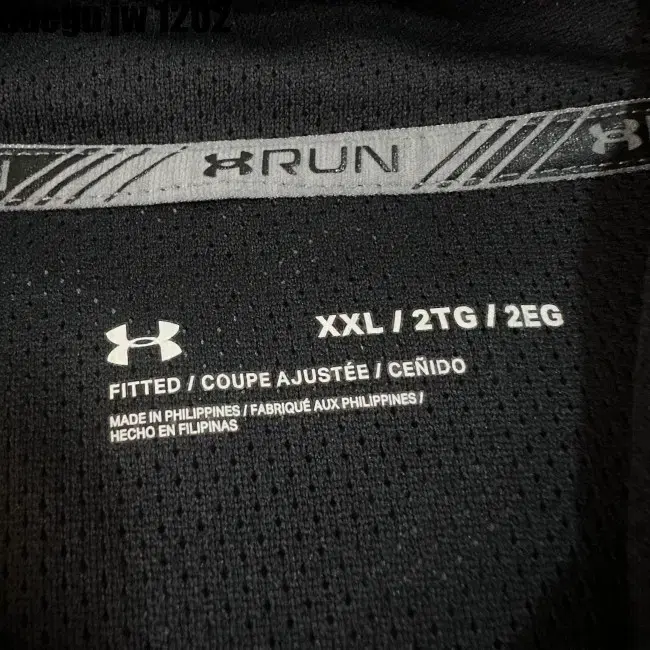 RUN
XXL / 2TG / 2EG
FITTED / COUPE AJUSTÉE / CEÑIDO
MADE IN PHILIPPINES / FABRIQUÉ AUX PHILIPPINES /
HECHO EN FILIPINAS